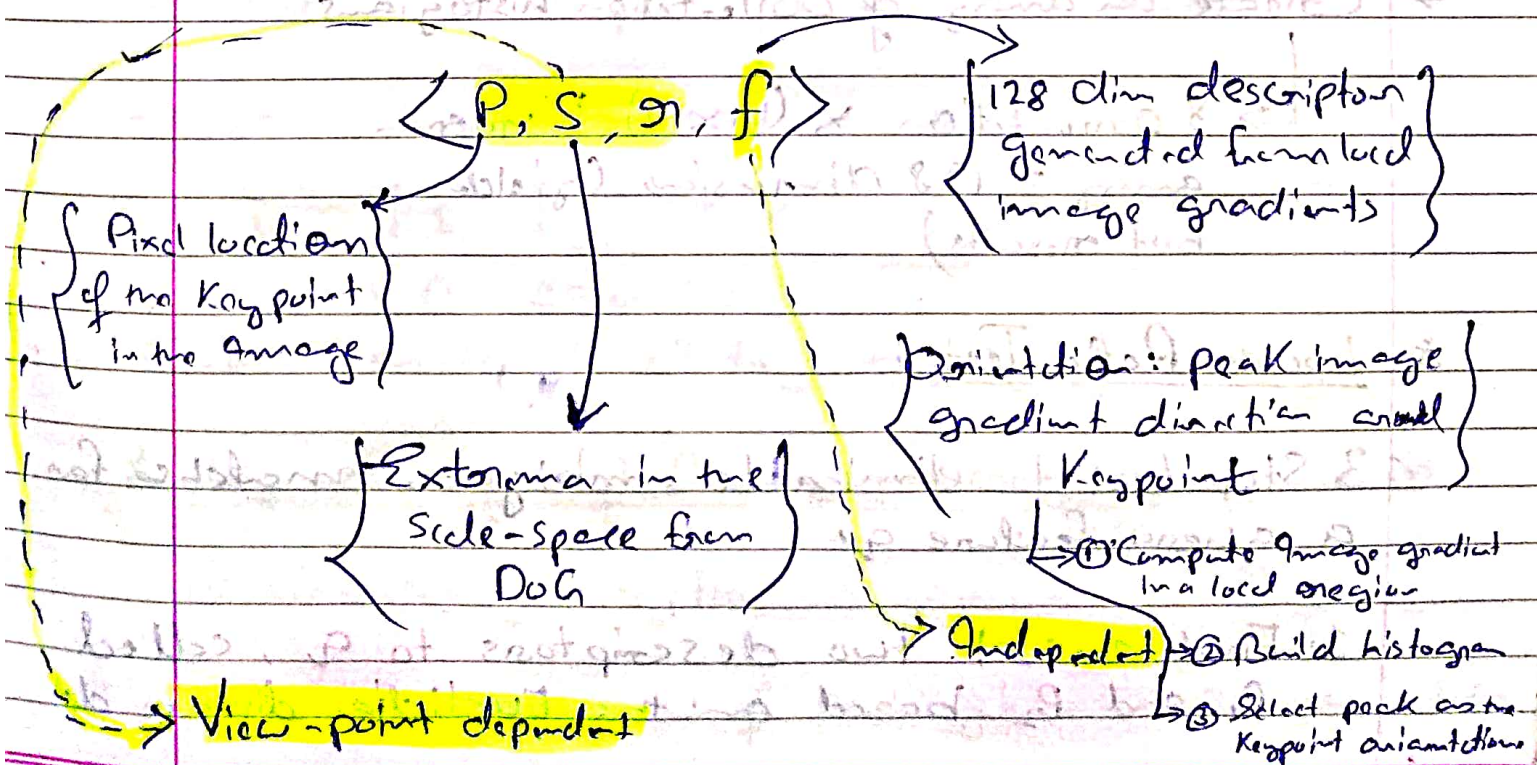 < P, S, r, f >
128 dim descriptor
generated from local
image gradients
Pixel location
of the Keypoint
in the Image
Orientation: peak image
gradient direction around
Keypoint
Extrema in the
Scale-space from
DoG
① Compute Image gradient
in a local region
Independent
② Build histogram
③ Select peak as the
Keypoint orientation
View-point dependent